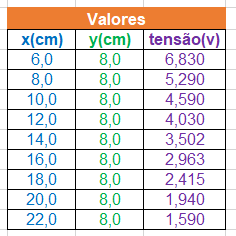 Valores
x(cm) y(cm) tensão(v)
6,0 8,0 6,830
8,0 8,0 5,290
10,0 8,0 4,590
12,0 8,0 4,030
14,0 8,0 3,502
16,0 8,0 2,963
18,0 8,0 2,415
20,0 8,0 1,940
22,0 8,0 1,590